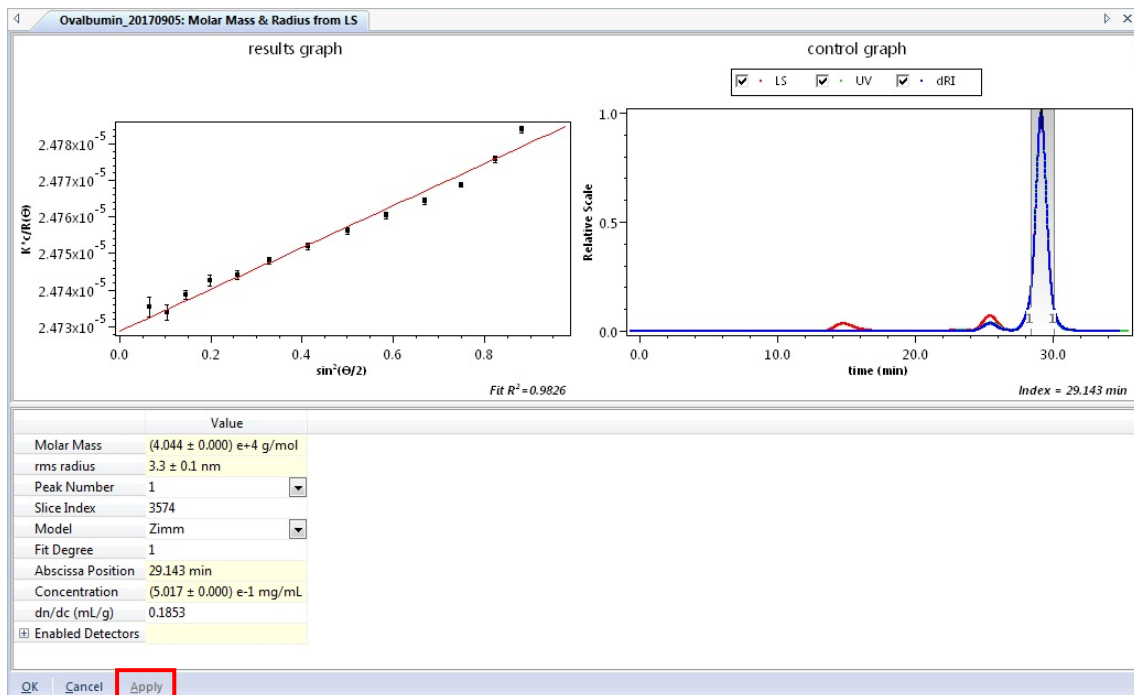 Ovalbumin_20170905: Molar Mass & Radius from LS
results graph
2.478x10⁻⁵
2.477x10⁻⁵
2.476x10⁻⁵
2.475x10⁻⁵
2.474x10⁻⁵
2.473x10⁻⁵
K*c/R(Θ)
0.0 0.2 0.4 0.6 0.8
sin²(Θ/2)
Fit R²=0.9826
control graph
LS UV dRI
1.0
0.5
0.0
Relative Scale
0.0 10.0 20.0 30.0
time (min)
Index = 29.143 min
Value
Molar Mass (4.044 ± 0.000) e+4 g/mol
rms radius 3.3 ± 0.1 nm
Peak Number 1
Slice Index 3574
Model Zimm
Fit Degree 1
Abscissa Position 29.143 min
Concentration (5.017 ± 0.000) e-1 mg/mL
dn/dc (mL/g) 0.1853
Enabled Detectors
OK Cancel Apply